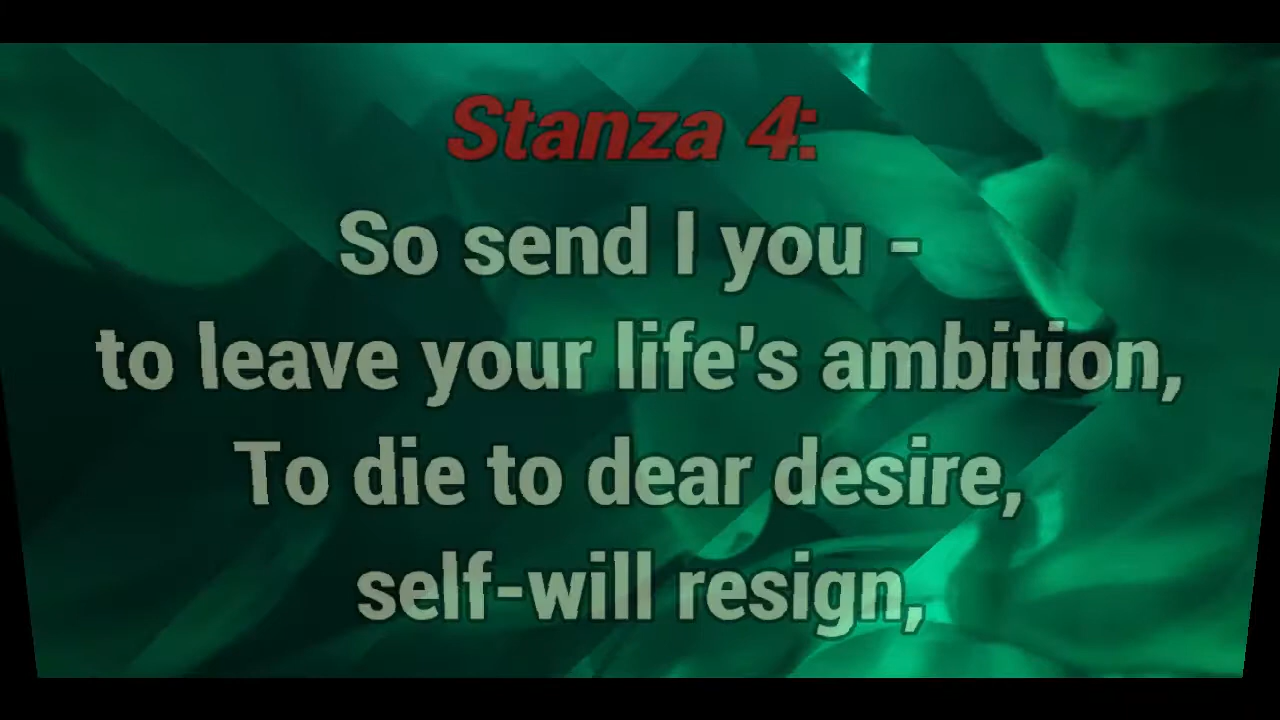 Stanza 4:
So send I you -
to leave your life's ambition,
To die to dear desire,
self-will resign,